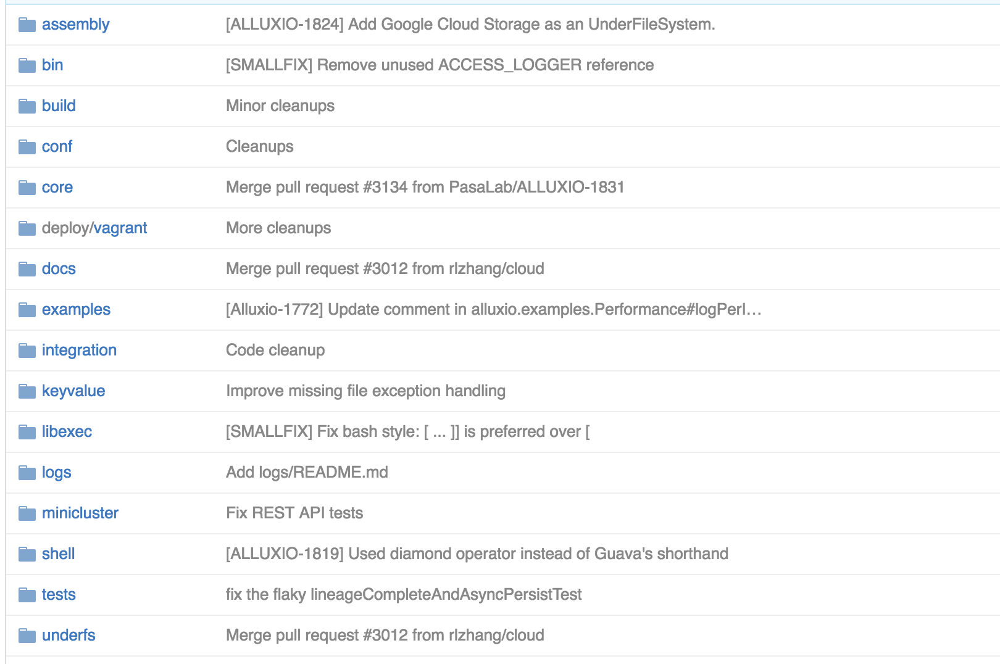 assembly [ALLUXIO-1824] Add Google Cloud Storage as an UnderFileSystem.
bin [SMALLFIX] Remove unused ACCESS_LOGGER reference
build Minor cleanups
conf Cleanups
core Merge pull request #3134 from PasaLab/ALLUXIO-1831
deploy/vagrant More cleanups
docs Merge pull request #3012 from rlzhang/cloud
examples [Alluxio-1772] Update comment in alluxio.examples.Performance#logPerI…
integration Code cleanup
keyvalue Improve missing file exception handling
libexec [SMALLFIX] Fix bash style: [ ... ]] is preferred over [
logs Add logs/README.md
minicluster Fix REST API tests
shell [ALLUXIO-1819] Used diamond operator instead of Guava's shorthand
tests fix the flaky lineageCompleteAndAsyncPersistTest
underfs Merge pull request #3012 from rlzhang/cloud